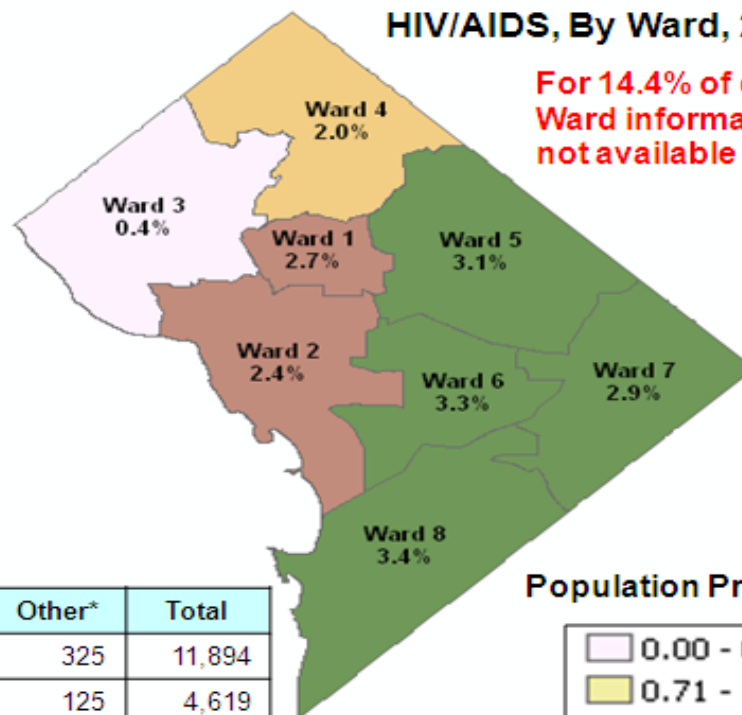 HIV/AIDS, By Ward,
For 14.4% of
Ward
not available
Ward 4
2.0%
Ward 3
0.4%
Ward 1
2.7%
Ward 5
3.1%
Ward 2
2.4%
Ward 6
3.3%
Ward 7
2.9%
Ward 8
3.4%
Other* Total
325 11,894
125 4,619
Population
0.00 -
0.71 -